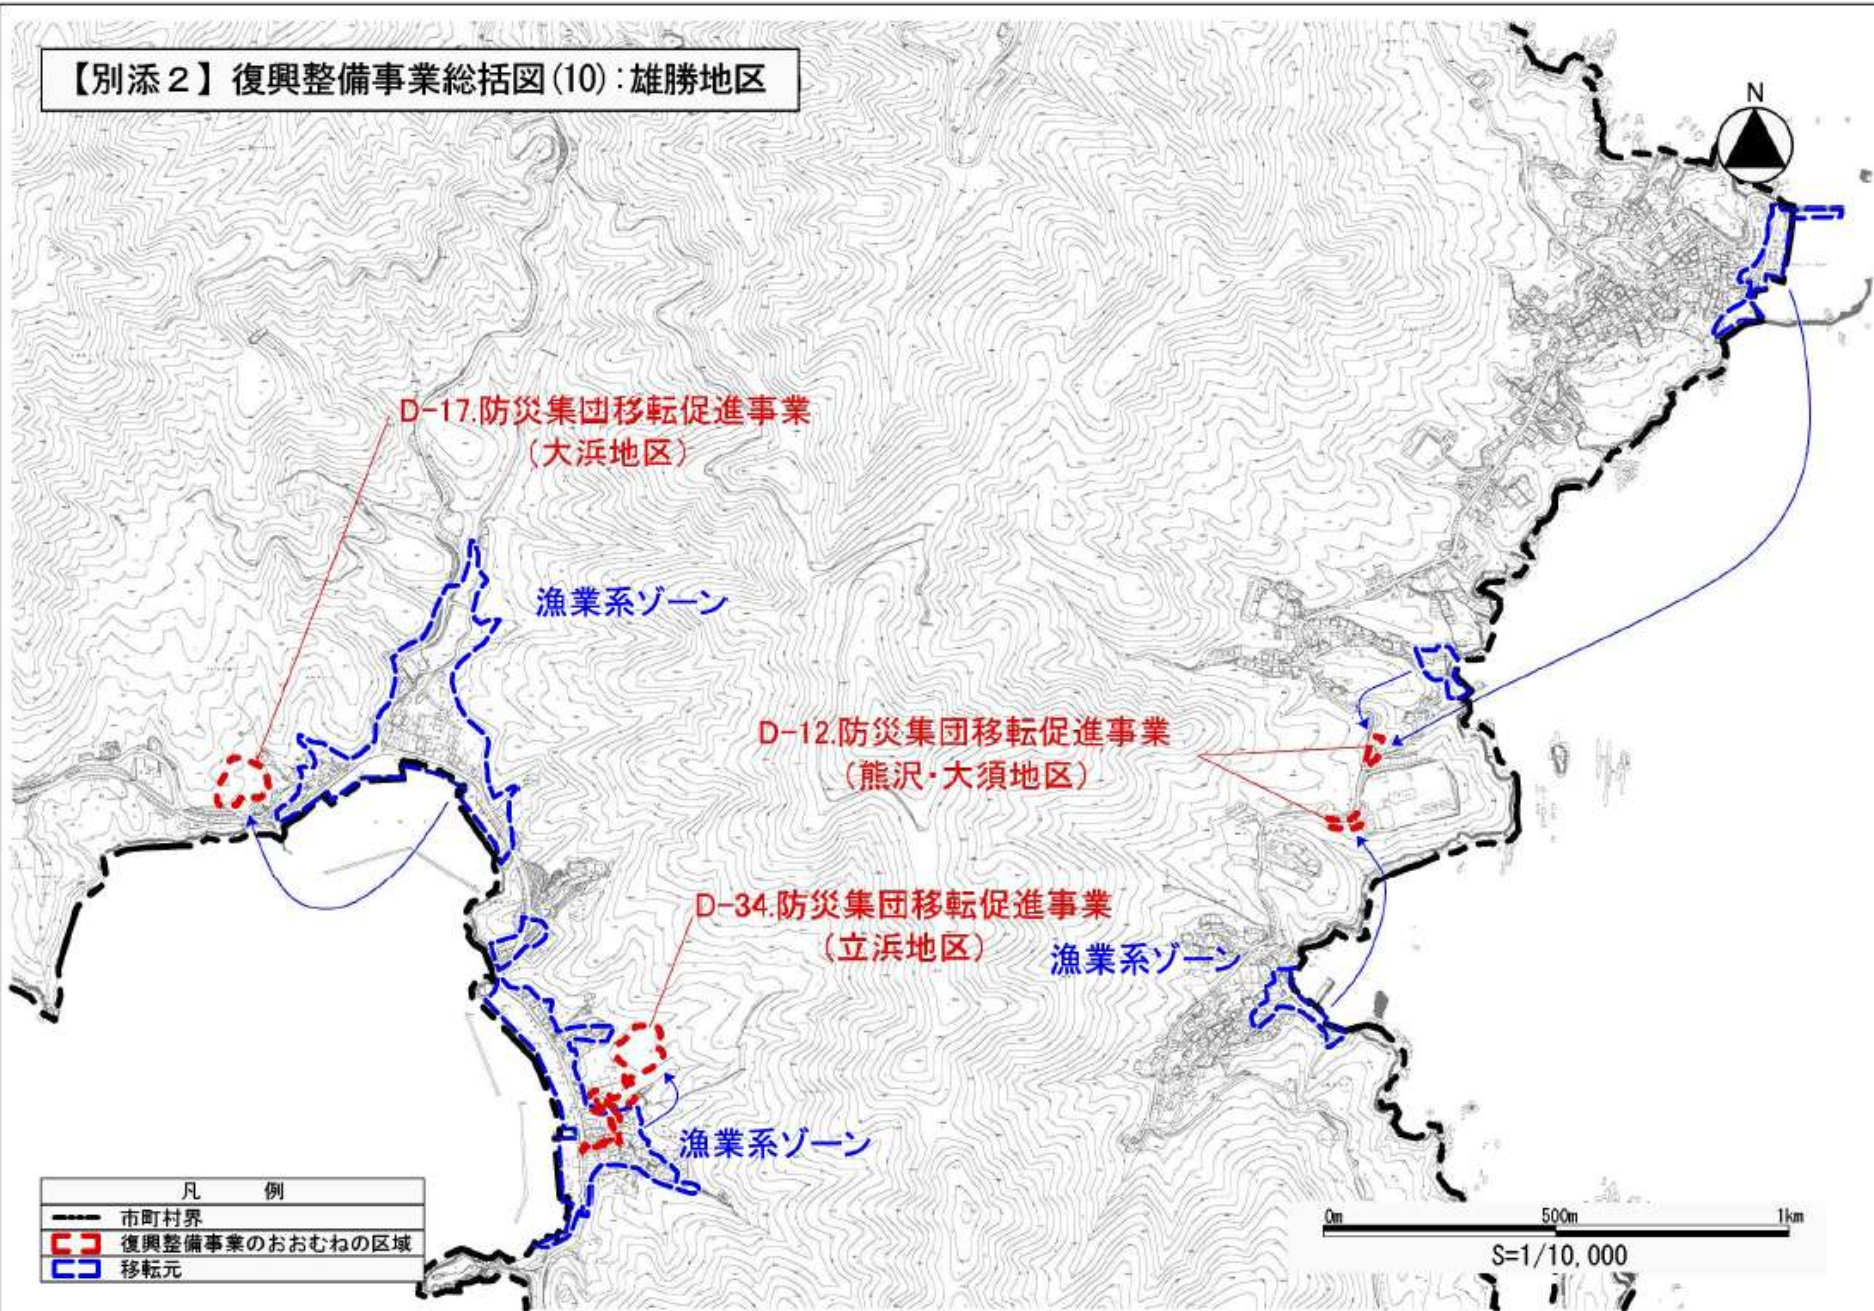 【別添2】復興整備事業総括図(10):雄勝地区
N
D-17.防災集団移転促進事業
(大浜地区)
漁業系ゾーン
D-12.防災集団移転促進事業
(熊沢・大須地区)
D-34.防災集団移転促進事業
(立浜地区)
漁業系ゾーン
漁業系ゾーン
凡 例
市町村界
復興整備事業のおおむねの区域
移転元
0m 500m 1km
S=1/10,000